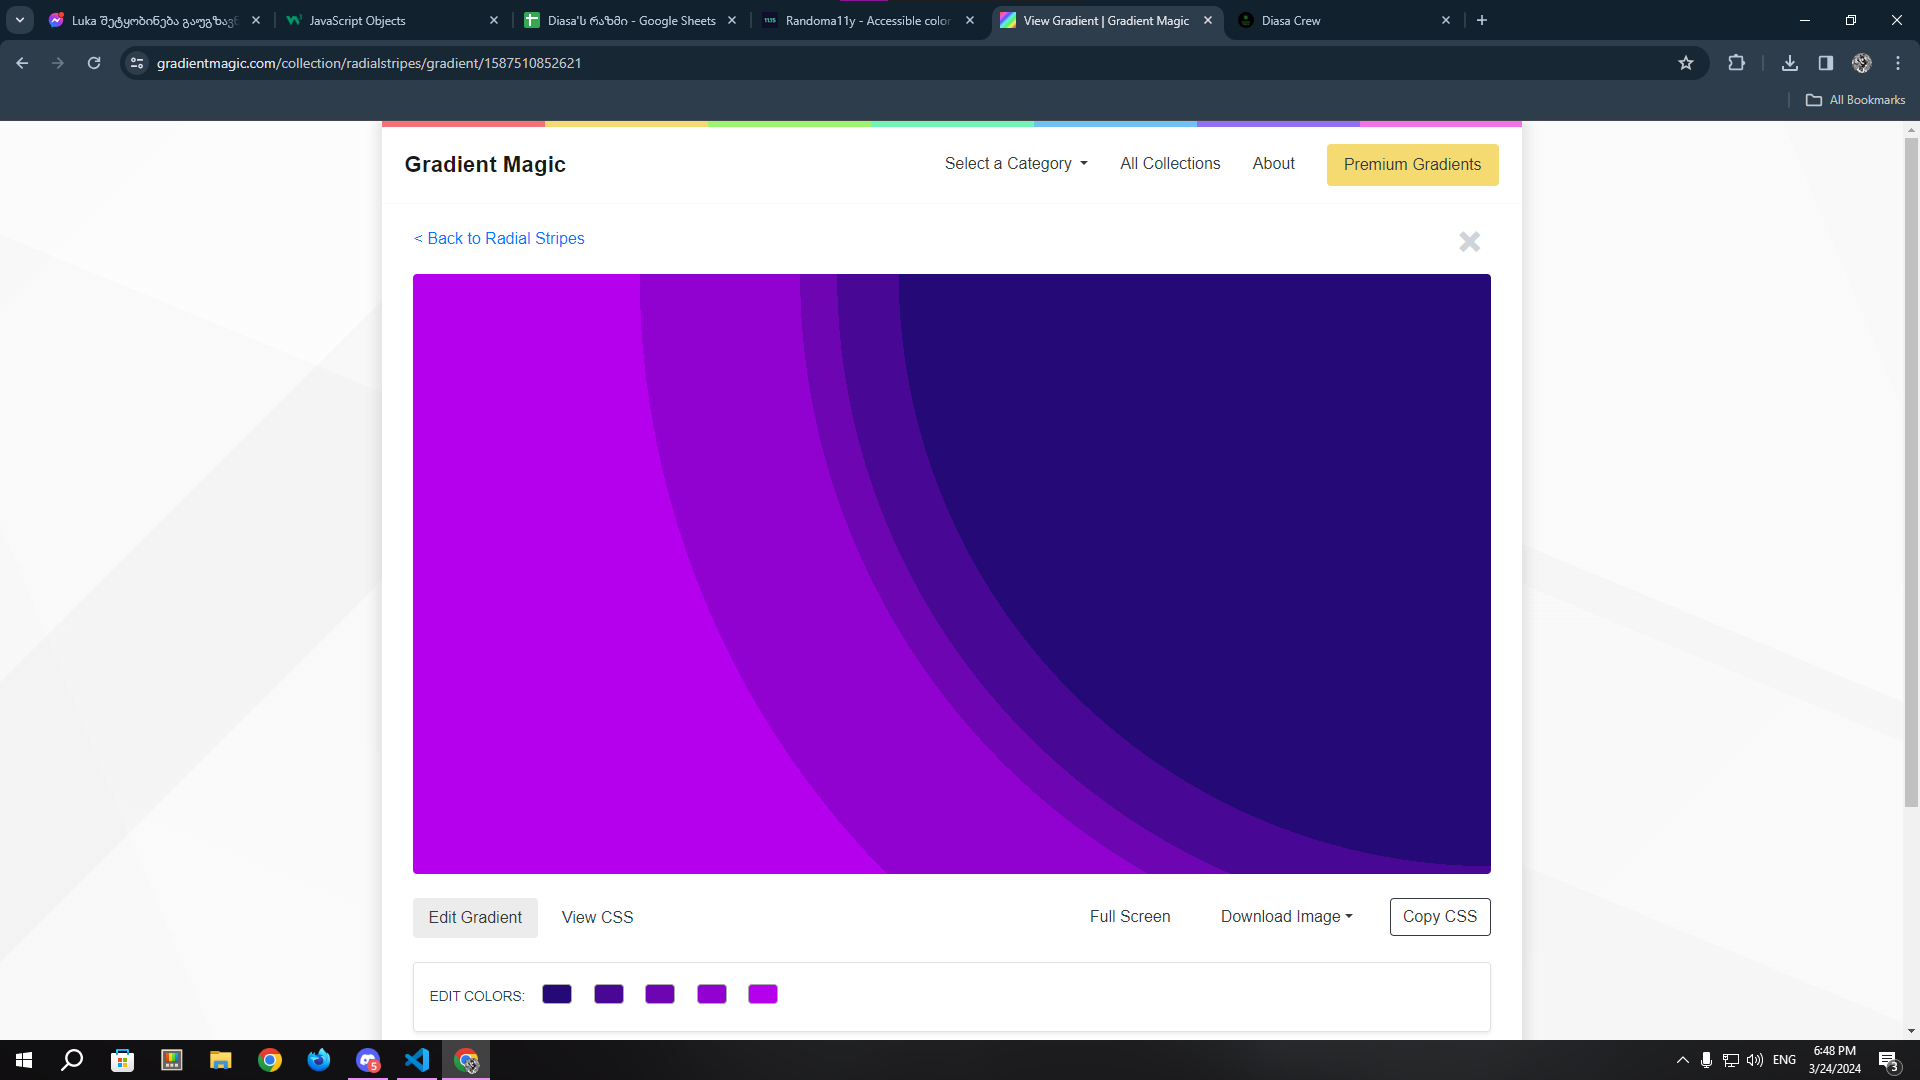 Luka შეტყობინება გაუგზავნ
JavaScript Objects
Diasa'ს რაზმი - Google Sheets
Randoma11y - Accessible color
View Gradient | Gradient Magic
Diasa Crew
gradientmagic.com/collection/radialstripes/gradient/1587510852621
All Bookmarks
Gradient Magic
Select a Category
All Collections
About
Premium Gradients
< Back to Radial Stripes
Edit Gradient
View CSS
Full Screen
Download Image
Copy CSS
EDIT COLORS:
5
ENG
6:48 PM
3/24/2024
3